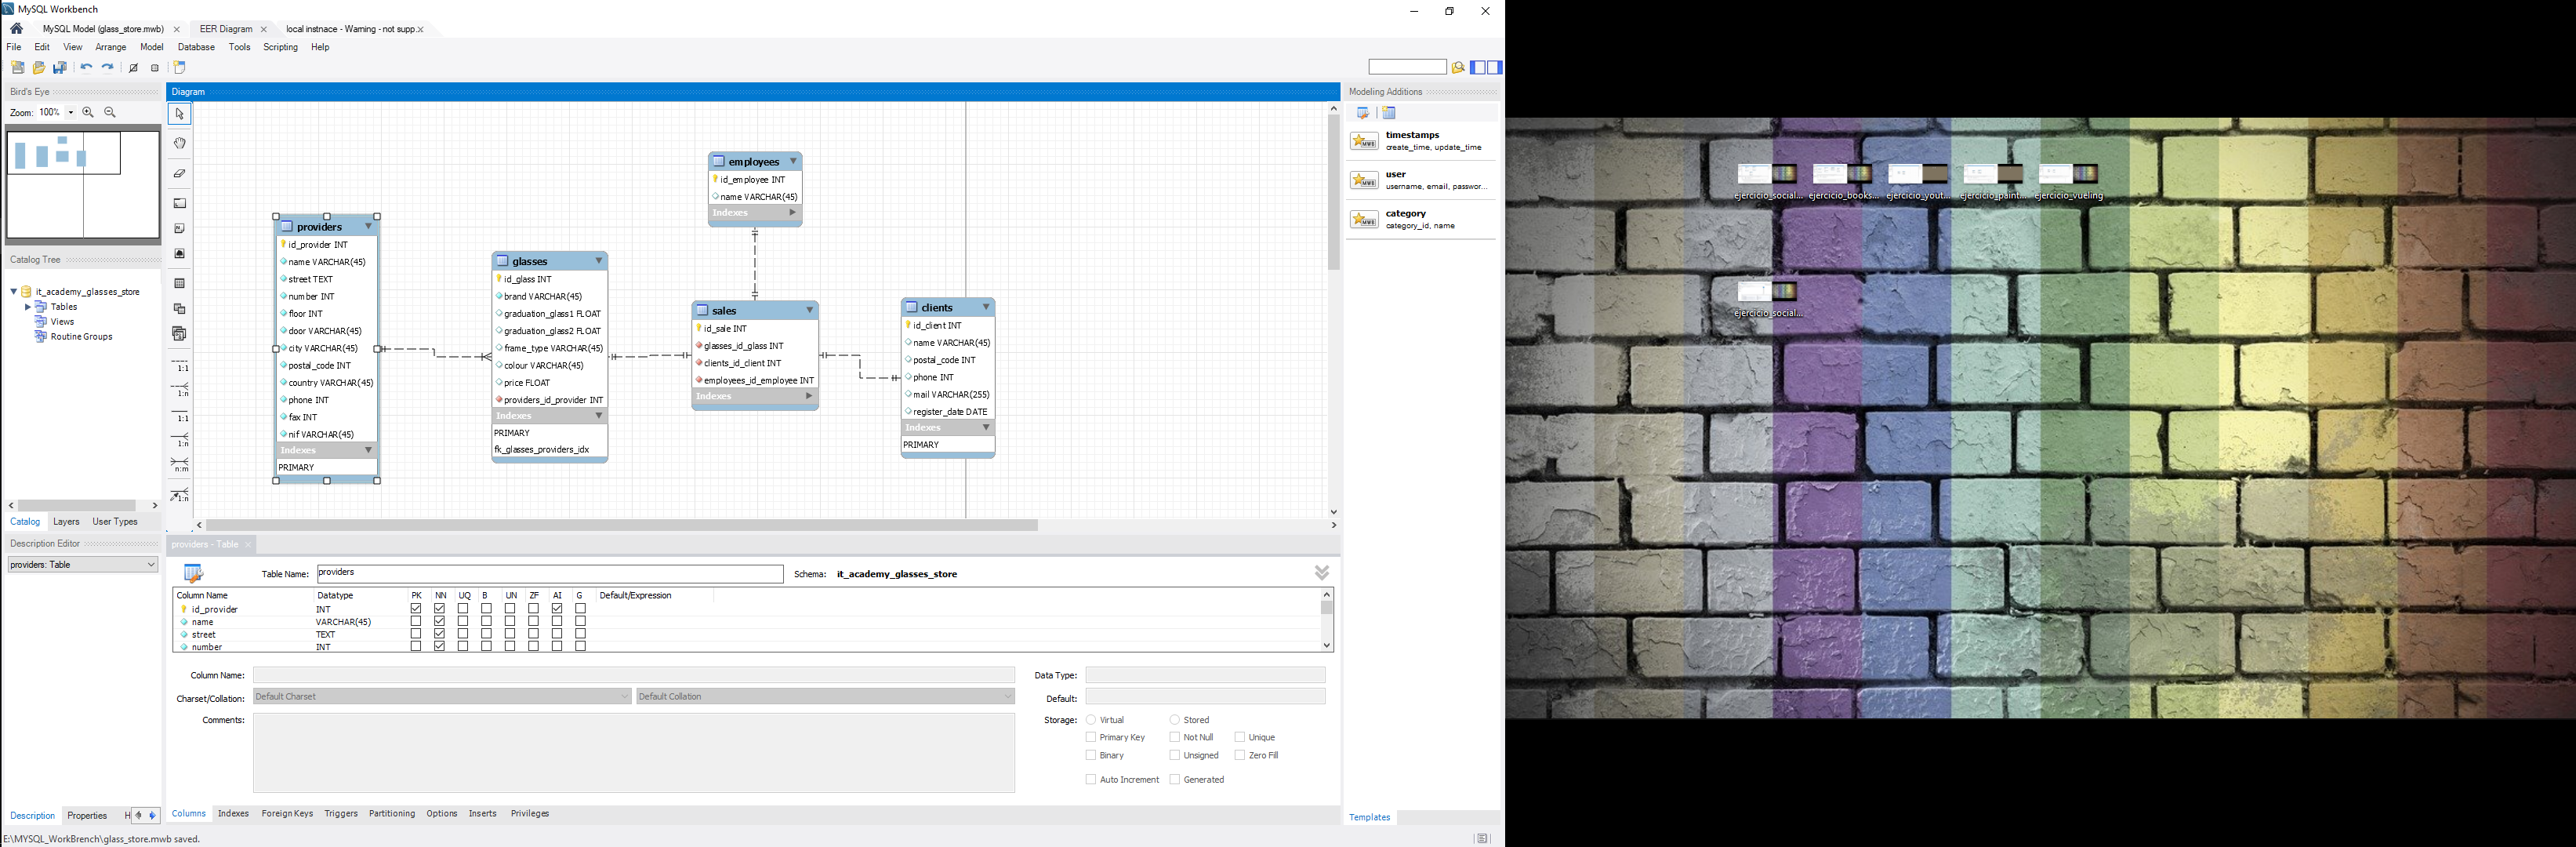 MySQL Workbench
MySQL Model (glass_store.mwb)
EER Diagram
local instnace - Warning - not supp...
File Edit View Arrange Model Database Tools Scripting Help
Bird's Eye
Zoom: 100%
Catalog Tree
it_academy_glasses_store
Tables
Views
Routine Groups
Catalog Layers User Types
Description Editor
providers: Table
Description Properties H
Diagram
1:1
1:n
1:1
1:n
n:m
1:n
providers
id_provider INT
name VARCHAR(45)
street TEXT
number INT
floor INT
door VARCHAR(45)
city VARCHAR(45)
postal_code INT
country VARCHAR(45)
phone INT
fax INT
nif VARCHAR(45)
Indexes
PRIMARY
glasses
id_glass INT
brand VARCHAR(45)
graduation_glass1 FLOAT
graduation_glass2 FLOAT
frame_type VARCHAR(45)
colour VARCHAR(45)
price FLOAT
providers_id_provider INT
Indexes
PRIMARY
fk_glasses_providers_idx
employees
id_employee INT
name VARCHAR(45)
Indexes
sales
id_sale INT
glasses_id_glass INT
clients_id_client INT
employees_id_employee INT
Indexes
clients
id_client INT
name VARCHAR(45)
postal_code INT
phone INT
mail VARCHAR(255)
register_date DATE
Indexes
PRIMARY
Modeling Additions
timestamps
create_time, update_time
user
username, email, passwor...
category
category_id, name
Templates
providers - Table
Table Name: providers Schema: it_academy_glasses_store
Column Name Datatype PK NN UQ B UN ZF AI G Default/Expression
id_provider INT
name VARCHAR(45)
street TEXT
number INT
Column Name: Data Type:
Charset/Collation: Default Charset Default Collation Default:
Comments: Storage: Virtual Stored
Primary Key Not Null Unique
Binary Unsigned Zero Fill
Auto Increment Generated
Columns Indexes Foreign Keys Triggers Partitioning Options Inserts Privileges
E:\MYSQL_WorkBrench\glass_store.mwb saved.
ejercicio_social... ejercicio_books... ejercicio_yout... ejercicio_paint... ejercicio_vueling
ejercicio_social...